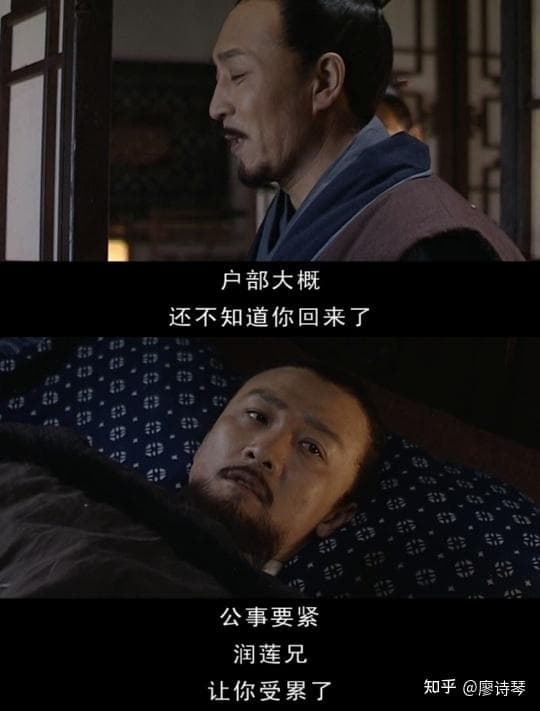 户部大概
还不知道你回来了
公事要紧
润莲兄
让你受累了
知乎 @廖诗琴